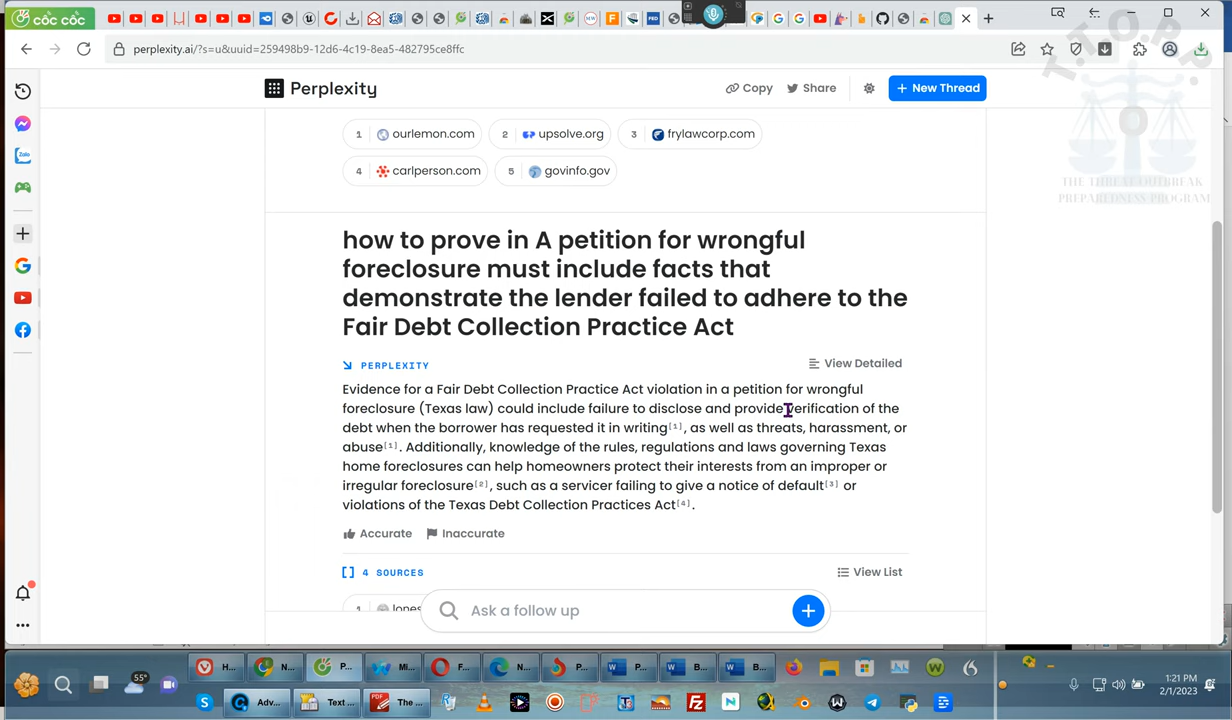 cốc cốc
perplexity.ai/?s=u&uuid=259498b9-12d6-4c19-8ea5-482795ce8ffc
T.T.O.P.P.
THE THREAT OUTBREAK
PREPAREDNESS PROGRAM
Perplexity
Copy
Share
+ New Thread
1 ourlemon.com
2 upsolve.org
3 frylawcorp.com
4 carlperson.com
5 govinfo.gov
how to prove in A petition for wrongful
foreclosure must include facts that
demonstrate the lender failed to adhere to the
Fair Debt Collection Practice Act
PERPLEXITY
View Detailed
Evidence for a Fair Debt Collection Practice Act violation in a petition for wrongful
foreclosure (Texas law) could include failure to disclose and provide verification of the
debt when the borrower has requested it in writing[1], as well as threats, harassment, or
abuse[1]. Additionally, knowledge of the rules, regulations and laws governing Texas
home foreclosures can help homeowners protect their interests from an improper or
irregular foreclosure[2], such as a servicer failing to give a notice of default[3] or
violations of the Texas Debt Collection Practices Act[4].
Accurate
Inaccurate
4 SOURCES
View List
1
Ask a follow up
Zalo
H...
N...
P...
Mi...
F...
N...
P...
P...
B...
B...
55°
Adv...
Text ...
The ...
1:21 PM
2/1/2023